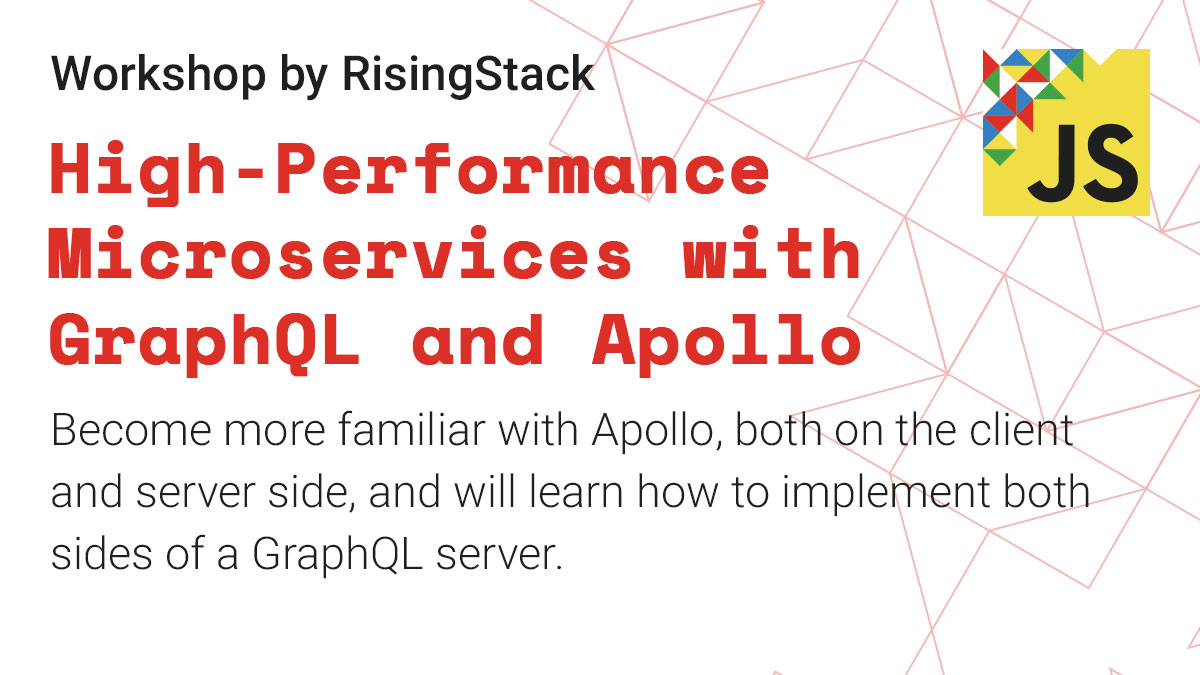 Workshop by RisingStack
JS
High-Performance
Microservices with
GraphQL and Apollo
Become more familiar with Apollo, both on the client
and server side, and will learn how to implement both
sides of a GraphQL server.